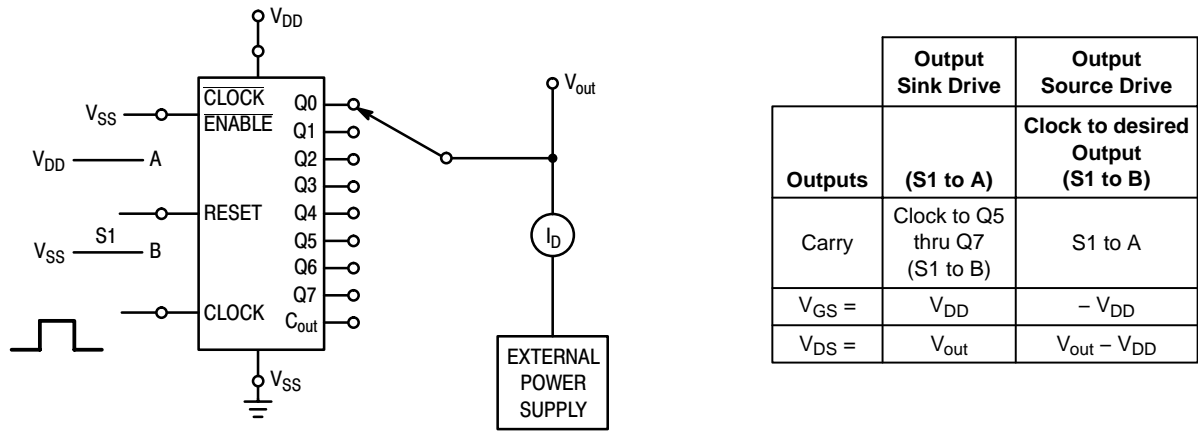 V_DD
CLOCK
ENABLE
V_SS
V_DD
A
RESET
S1
V_SS
B
CLOCK
V_SS
Q0
Q1
Q2
Q3
Q4
Q5
Q6
Q7
C_out
V_out
I_D
EXTERNAL
POWER
SUPPLY
Output
Sink Drive
Output
Source Drive
Outputs
(S1 to A)
Clock to desired
Output
(S1 to B)
Carry
Clock to Q5
thru Q7
(S1 to B)
S1 to A
V_GS =
V_DD
– V_DD
V_DS =
V_out
V_out – V_DD